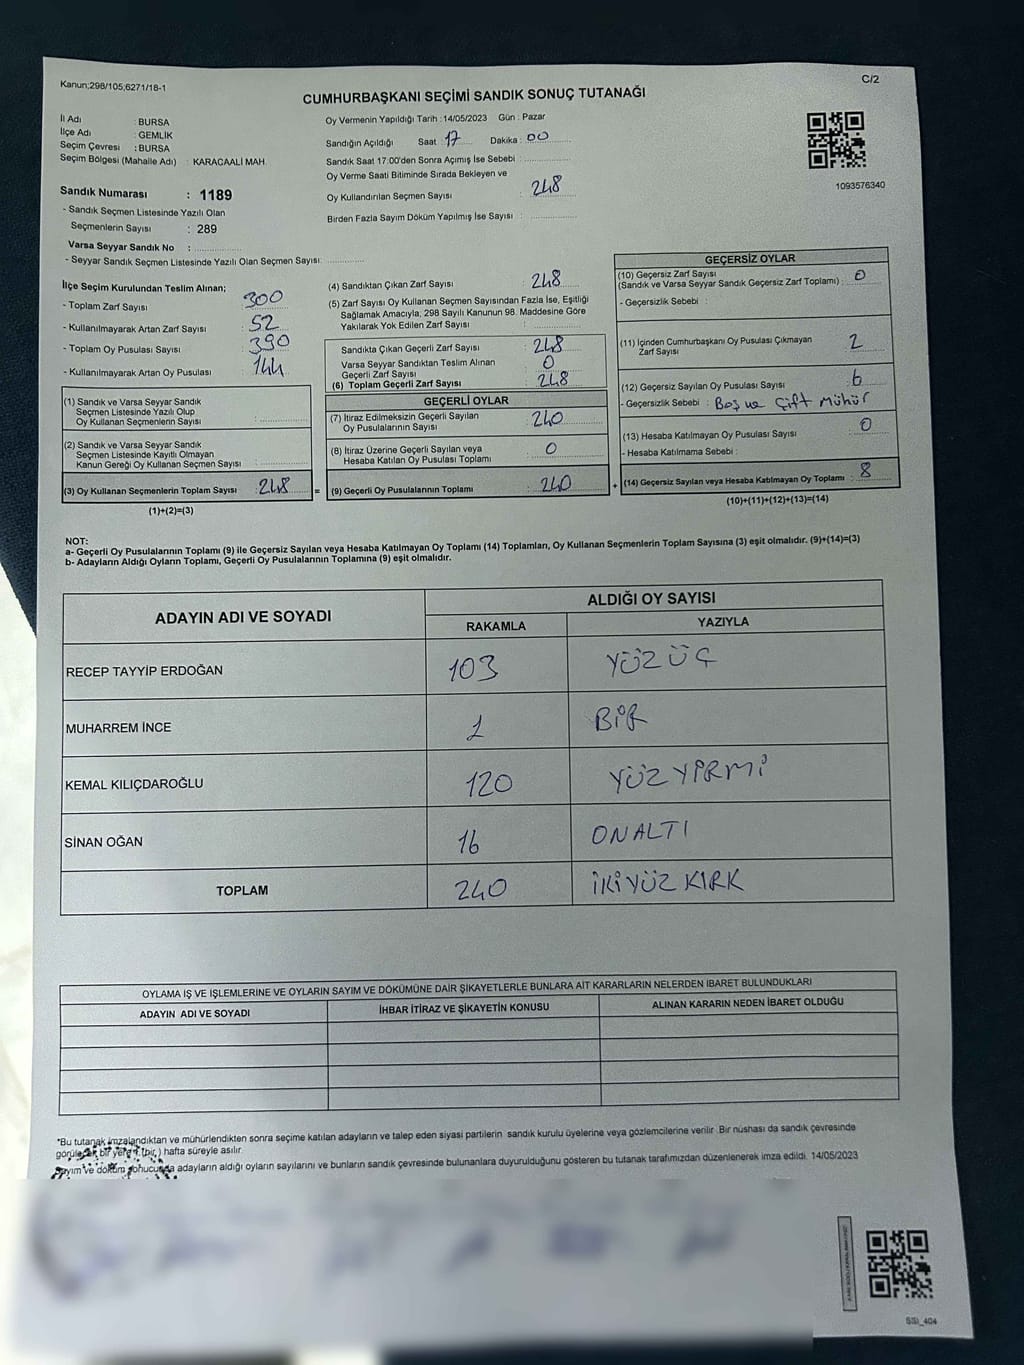 Kanun;298/105,6271/18-1
C/2
CUMHURBAŞKANI SEÇİMİ SANDIK SONUÇ TUTANAĞI
İl Adı : BURSA
İlçe Adı : GEMLİK
Seçim Çevresi : BURSA
Seçim Bölgesi (Mahalle Adı) : KARACAALİ MAH.
Sandık Numarası : 1189
- Sandık Seçmen Listesinde Yazılı Olan
Seçmenlerin Sayısı : 289
Varsa Seyyar Sandık No : ................
- Seyyar Sandık Seçmen Listesinde Yazılı Olan Seçmen Sayısı: .............
Oy Vermenin Yapıldığı Tarih : 14/05/2023 Gün : Pazar
Sandığın Açıldığı Saat : 17 Dakika : 00
Sandık Saat 17:00'den Sonra Açımış İse Sebebi : ................
Oy Verme Saati Bitiminde Sırada Bekleyen ve
Oy Kullandırılan Seçmen Sayısı : 248
Birden Fazla Sayım Döküm Yapılmış İse Sayısı : ................
1093576340
İlçe Seçim Kurulundan Teslim Alınan;
- Toplam Zarf Sayısı : 300
- Kullanılmayarak Artan Zarf Sayısı : 52
- Toplam Oy Pusulası Sayısı : 390
- Kullanılmayarak Artan Oy Pusulası : 144
(1) Sandık ve Varsa Seyyar Sandık
Seçmen Listesinde Yazılı Olup
Oy Kullanan Seçmenlerin Sayısı : ................
(2) Sandık ve Varsa Seyyar Sandık
Seçmen Listesinde Kayıtlı Olmayan
Kanun Gereği Oy Kullanan Seçmen Sayısı : ................
(3) Oy Kullanan Seçmenlerin Toplam Sayısı : 248
(1)+(2)=(3)
=
(4) Sandıktan Çıkan Zarf Sayısı : 248
(5) Zarf Sayısı Oy Kullanan Seçmen Sayısından Fazla İse, Eşitliği
Sağlamak Amacıyla, 298 Sayılı Kanunun 98. Maddesine Göre
Yakılarak Yok Edilen Zarf Sayısı : ................
Sandıkta Çıkan Geçerli Zarf Sayısı : 248
Varsa Seyyar Sandıktan Teslim Alınan
Geçerli Zarf Sayısı : 0
(6) Toplam Geçerli Zarf Sayısı : 248
GEÇERLİ OYLAR
(7) İtiraz Edilmeksizin Geçerli Sayılan
Oy Pusulalarının Sayısı : 240
(8) İtiraz Üzerine Geçerli Sayılan veya
Hesaba Katılan Oy Pusulası Toplamı : 0
(9) Geçerli Oy Pusulalarının Toplamı : 240
+
GEÇERSİZ OYLAR
(10) Geçersiz Zarf Sayısı
(Sandık ve Varsa Seyyar Sandık Geçersiz Zarf Toplamı) : 0
- Geçersizlik Sebebi :
(11) İçinden Cumhurbaşkanı Oy Pusulası Çıkmayan
Zarf Sayısı : 2
(12) Geçersiz Sayılan Oy Pusulası Sayısı : 6
- Geçersizlik Sebebi : Boş ve Çift Mühür
(13) Hesaba Katılmayan Oy Pusulası Sayısı : 0
- Hesaba Katılmama Sebebi :
(14) Geçersiz Sayılan veya Hesaba Katılmayan Oy Toplamı : 8
(10)+(11)+(12)+(13)=(14)
NOT:
a- Geçerli Oy Pusulalarının Toplamı (9) ile Geçersiz Sayılan veya Hesaba Katılmayan Oy Toplamı (14) Toplamları, Oy Kullanan Seçmenlerin Toplam Sayısına (3) eşit olmalıdır. (9)+(14)=(3)
b- Adayların Aldığı Oyların Toplamı, Geçerli Oy Pusulalarının Toplamına (9) eşit olmalıdır.
ADAYIN ADI VE SOYADI
ALDIĞI OY SAYISI
RAKAMLA YAZIYLA
RECEP TAYYİP ERDOĞAN 103 YÜZÜÇ
MUHARREM İNCE 1 BİR
KEMAL KILIÇDAROĞLU 120 YÜZYİRMİ
SİNAN OĞAN 16 ONALTI
TOPLAM 240 İKİYÜZ KIRK
OYLAMA İŞ VE İŞLEMLERINE VE OYLARIN SAYIM VE DÖKÜMÜNE DAİR ŞİKAYETLERLE BUNLARA AİT KARARLARIN NELERDEN İBARET BULUNDUKLARI
ADAYIN ADI VE SOYADI İHBAR İTİRAZ VE ŞİKAYETİN KONUSU ALINAN KARARIN NEDEN İBARET OLDUĞU
*Bu tutanak imzalandıktan ve mühürlendikten sonra seçime katılan adayların ve talep eden siyasi partilerin sandık kurulu üyelerine veya gözlemcilerine verilir. Bir nüshası da sandık çevresinde
görülecek bir yere 1 (bir) hafta süreyle asılır.
Sayım ve döküm sonucunda adayların aldığı oyların sayılarını ve bunların sandık çevresinde bulunanlara duyurulduğunu gösteren bu tutanak tarafımızdan düzenlenerek imza edildi. 14/05/2023
SSİ_404